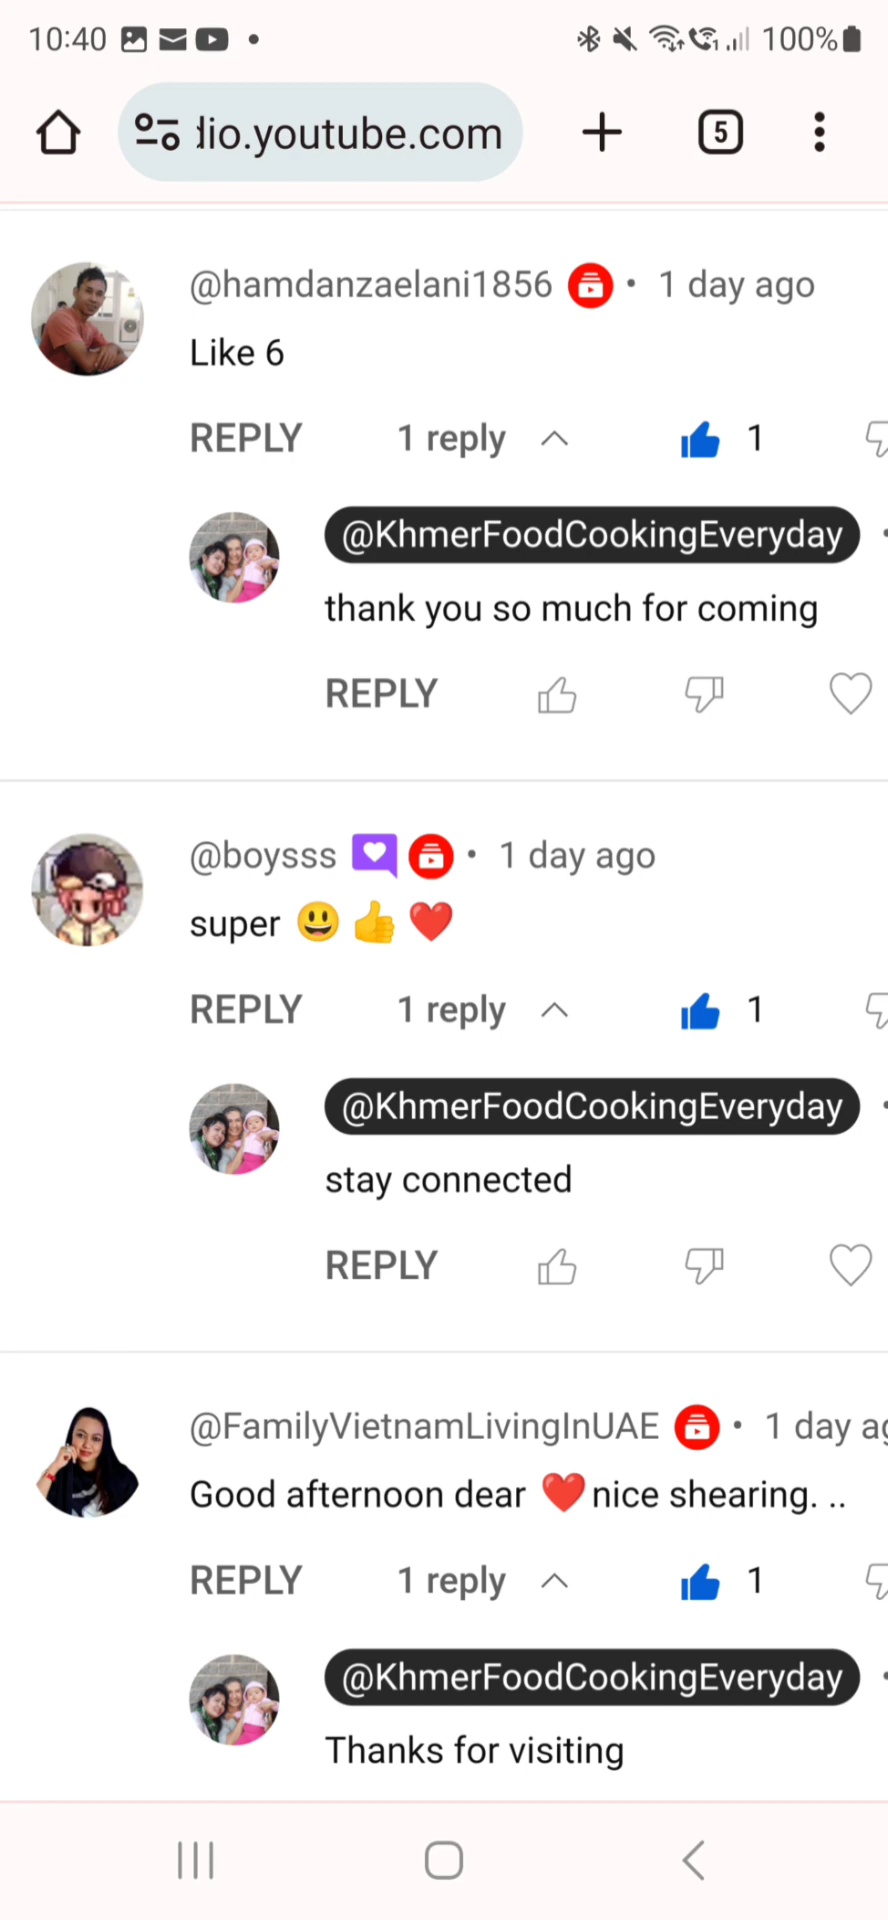 10:40 100%
dio.youtube.com 5
@hamdanzaelani1856 • 1 day ago
Like 6
REPLY 1 reply 1
@KhmerFoodCookingEveryday
thank you so much for coming
REPLY
@boysss • 1 day ago
super 😃👍❤️
REPLY 1 reply 1
@KhmerFoodCookingEveryday
stay connected
REPLY
@FamilyVietnamLivingInUAE • 1 day ag
Good afternoon dear ❤️nice shearing. ..
REPLY 1 reply 1
@KhmerFoodCookingEveryday
Thanks for visiting